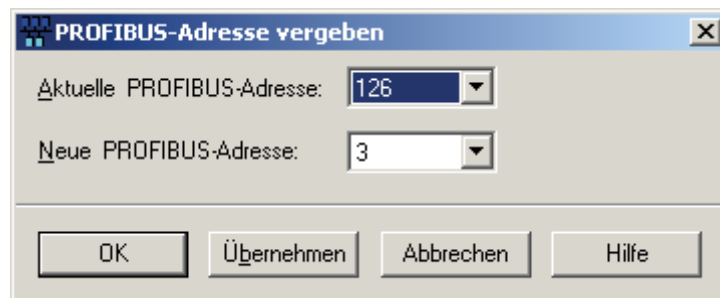 PROFIBUS-Adresse vergeben
Aktuelle PROFIBUS-Adresse: 126
Neue PROFIBUS-Adresse: 3
OK Übernehmen Abbrechen Hilfe